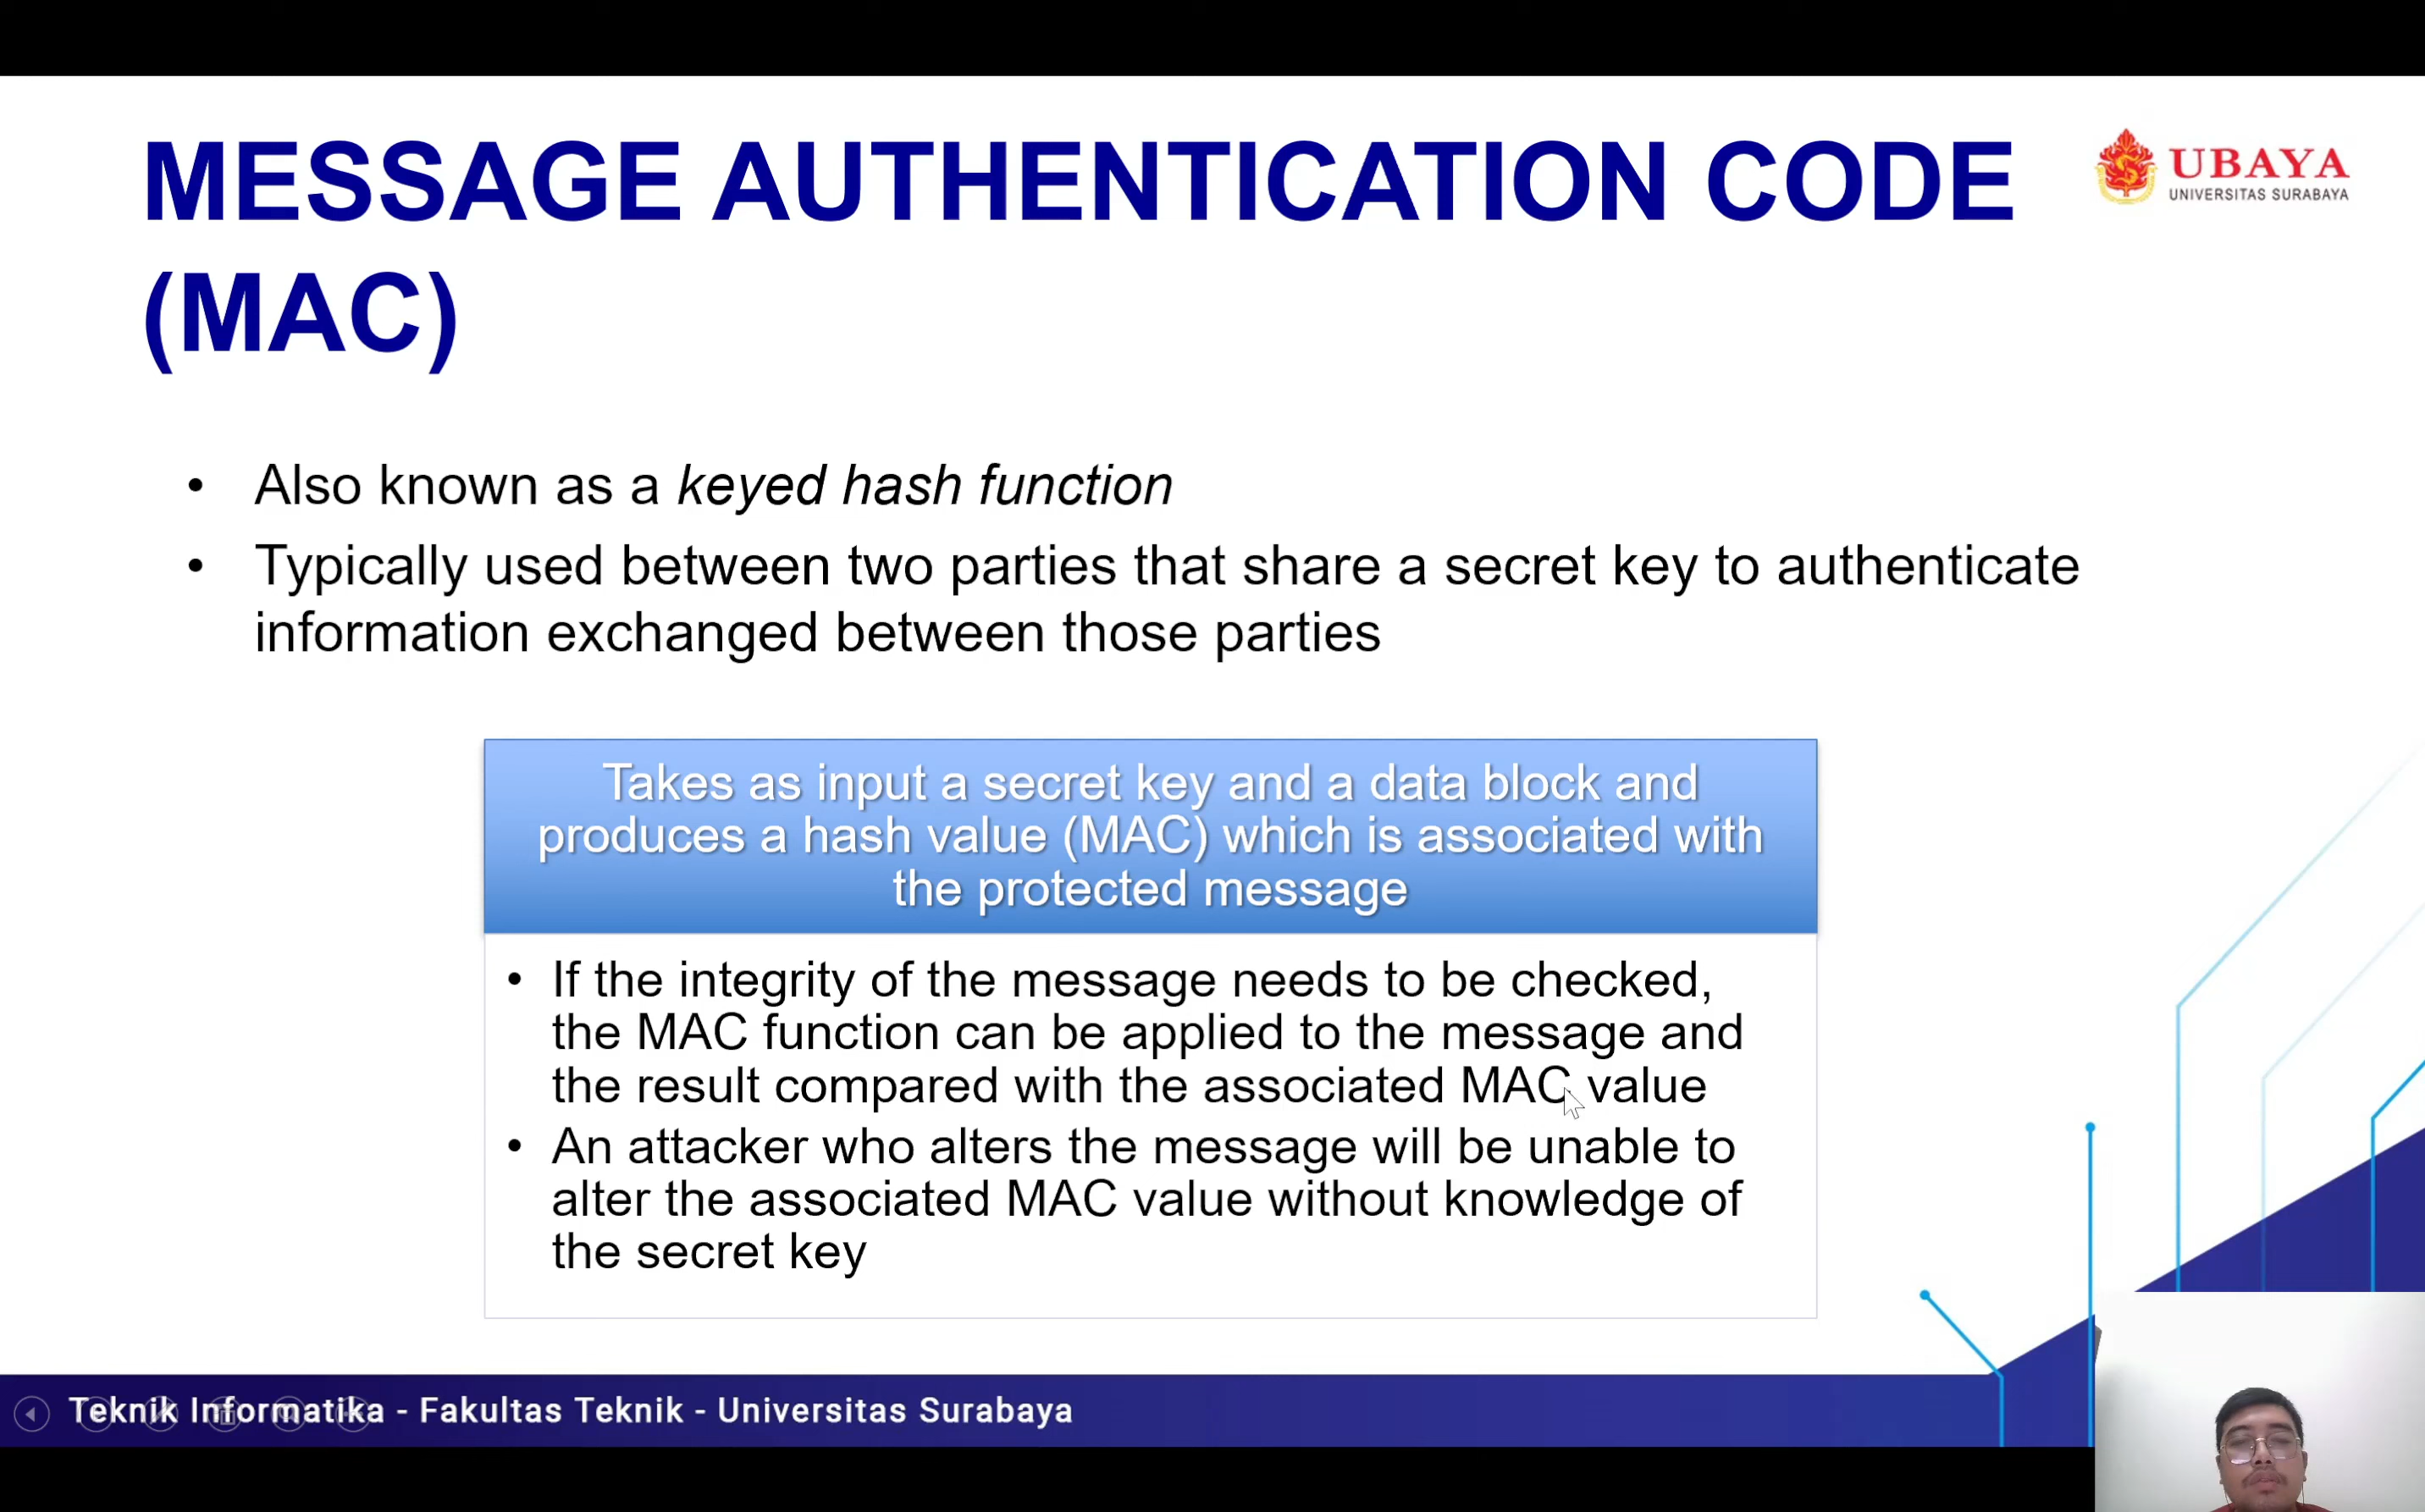 MESSAGE AUTHENTICATION CODE
(MAC)
UBAYA
UNIVERSITAS SURABAYA
• Also known as a keyed hash function
• Typically used between two parties that share a secret key to authenticate
information exchanged between those parties
Takes as input a secret key and a data block and
produces a hash value (MAC) which is associated with
the protected message
• If the integrity of the message needs to be checked,
the MAC function can be applied to the message and
the result compared with the associated MAC value
• An attacker who alters the message will be unable to
alter the associated MAC value without knowledge of
the secret key
Teknik Informatika - Fakultas Teknik - Universitas Surabaya